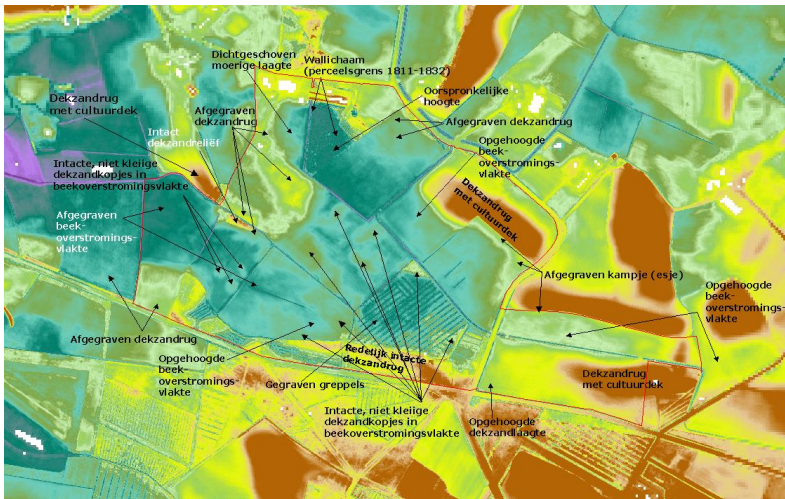 Dichtgeschoven
moerige laagte
Wallichaam
(perceelsgrens 1811-1832)
Oorspronkelijke
hoogte
Dekzandrug
met cultuurdek
Afgegraven
dekzandrug
Afgegraven dekzandrug
Intact
dekzandreliëf
Opgehoogde
beek-
overstromings-
vlakte
Intacte, niet kleiige
dekzandkopjes in
beekoverstromingsvlakte
Dekzandrug
met cultuurdek
Afgegraven
beek-
overstromings-
vlakte
Afgegraven kampje (esje)
Opgehoogde
beek-
overstromings-
vlakte
Afgegraven dekzandrug
Opgehoogde
beek-
overstromings-
vlakte
Redelijk intacte
dekzandrug
Gegraven greppels
Dekzandrug
met cultuurdek
Intacte, niet kleiige
dekzandkopjes in
beekoverstromingsvlakte
Opgehoogde
dekzandlaagte